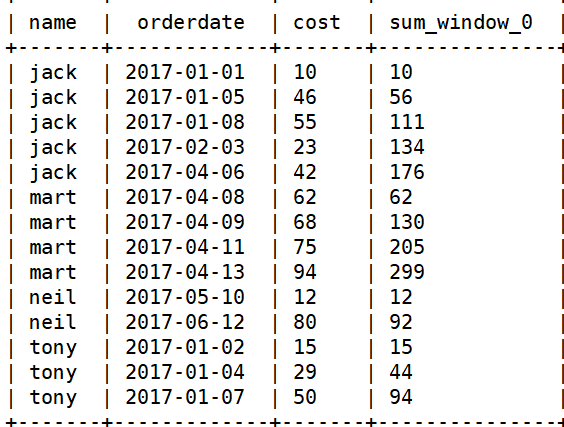 | name  |  orderdate  | cost  | sum_window_0  |
+-------+-------------+-------+---------------+
| jack  | 2017-01-01  | 10    | 10            |
| jack  | 2017-01-05  | 46    | 56            |
| jack  | 2017-01-08  | 55    | 111           |
| jack  | 2017-02-03  | 23    | 134           |
| jack  | 2017-04-06  | 42    | 176           |
| mart  | 2017-04-08  | 62    | 62            |
| mart  | 2017-04-09  | 68    | 130           |
| mart  | 2017-04-11  | 75    | 205           |
| mart  | 2017-04-13  | 94    | 299           |
| neil  | 2017-05-10  | 12    | 12            |
| neil  | 2017-06-12  | 80    | 92            |
| tony  | 2017-01-02  | 15    | 15            |
| tony  | 2017-01-04  | 29    | 44            |
| tony  | 2017-01-07  | 50    | 94            |
+-------+-------------+-------+---------------+